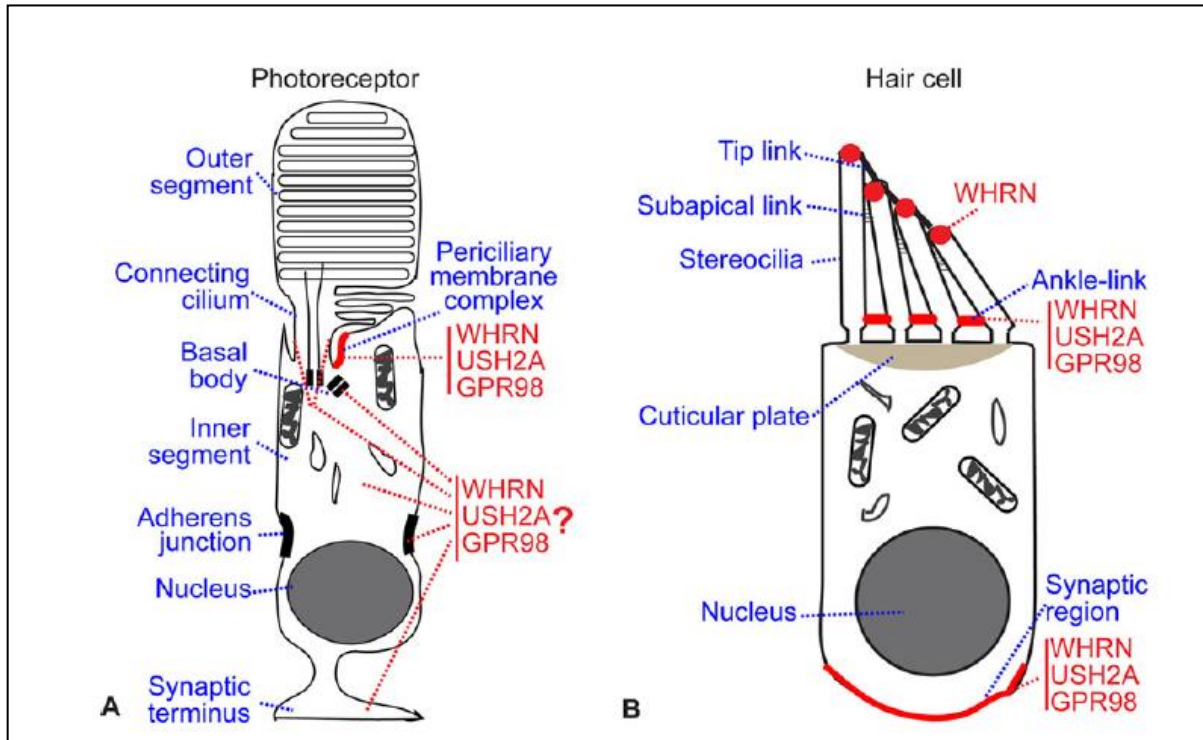 Photoreceptor
Outer
segment
Connecting
cilium
Periciliary
membrane
complex
WHRN
USH2A
GPR98
Basal
body
Inner
segment
WHRN
USH2A?
GPR98
Adherens
junction
Nucleus
Synaptic
terminus
A
Hair cell
Tip link
Subapical link
WHRN
Stereocilia
Ankle-link
WHRN
USH2A
GPR98
Cuticular plate
Nucleus
Synaptic
region
WHRN
USH2A
GPR98
B